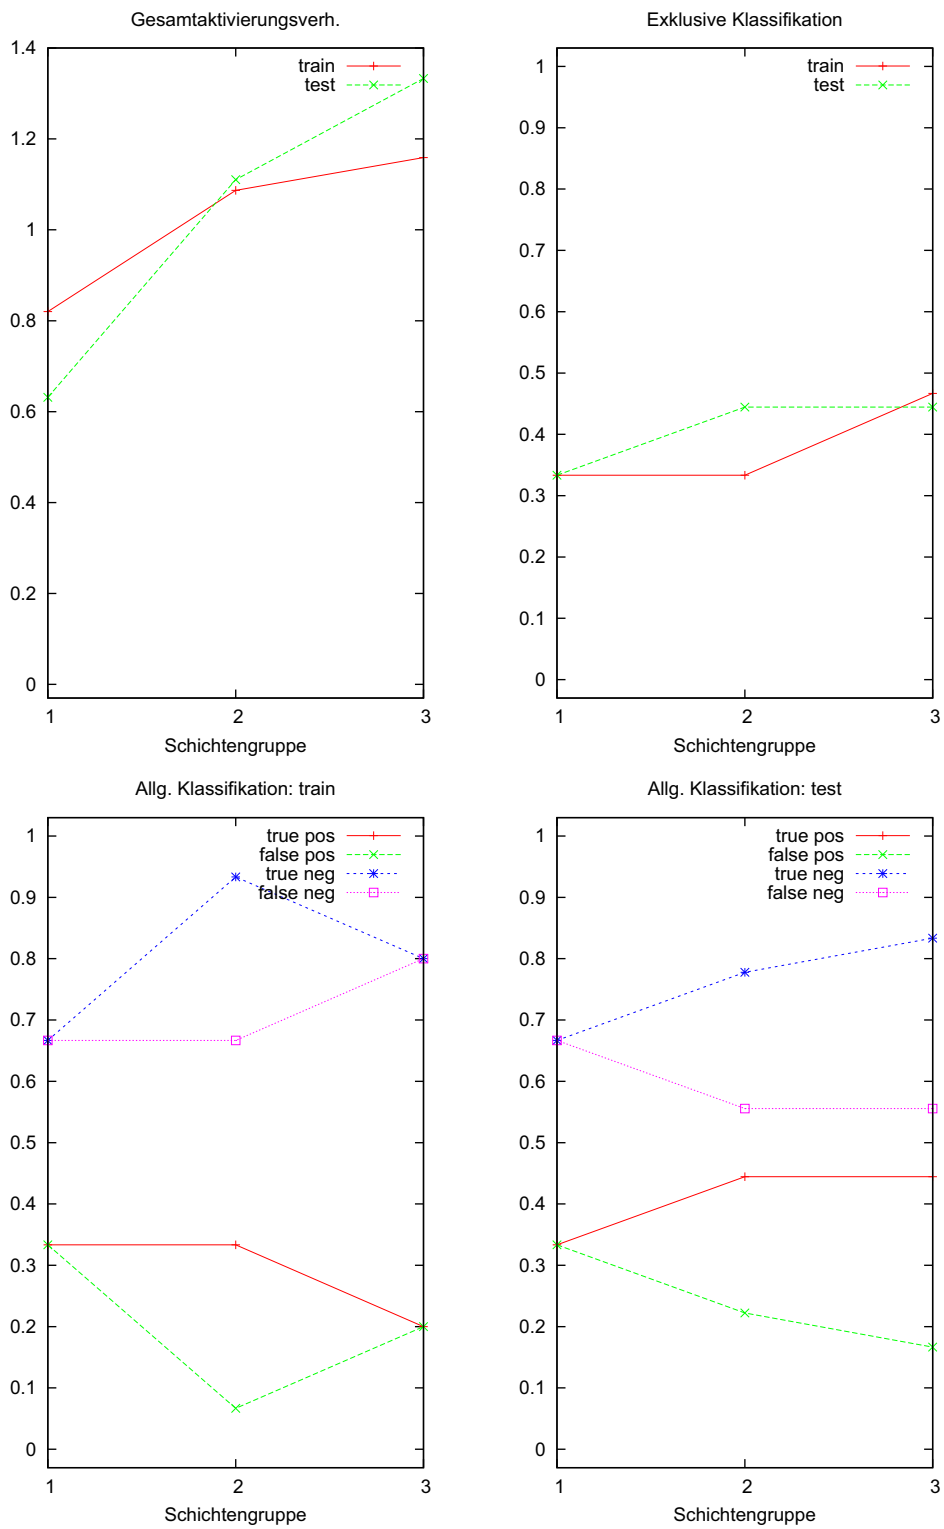 Gesamtaktivierungsverh.
1.4
1.2
1
0.8
0.6
0.4
0.2
0
train
test
1 2 3
Schichtengruppe
Exklusive Klassifikation
1
0.9
0.8
0.7
0.6
0.5
0.4
0.3
0.2
0.1
0
train
test
1 2 3
Schichtengruppe
Allg. Klassifikation: train
1
0.9
0.8
0.7
0.6
0.5
0.4
0.3
0.2
0.1
0
true pos
false pos
true neg
false neg
1 2 3
Schichtengruppe
Allg. Klassifikation: test
1
0.9
0.8
0.7
0.6
0.5
0.4
0.3
0.2
0.1
0
true pos
false pos
true neg
false neg
1 2 3
Schichtengruppe